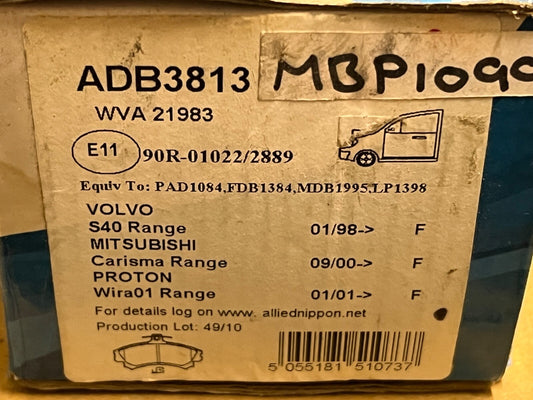 ADB3813 MBP1090
WVA 21983
E11 90R-01022/2889
Equiv To: PAD1084,FDB1384,MDB1995,LP1398
VOLVO
S40 Range 01/98-> F
MITSUBISHI
Carisma Range 09/00-> F
PROTON
Wira01 Range 01/01-> F
For details log on www. alliednippon.net
Production Lot: 49/10
5 055181 510737